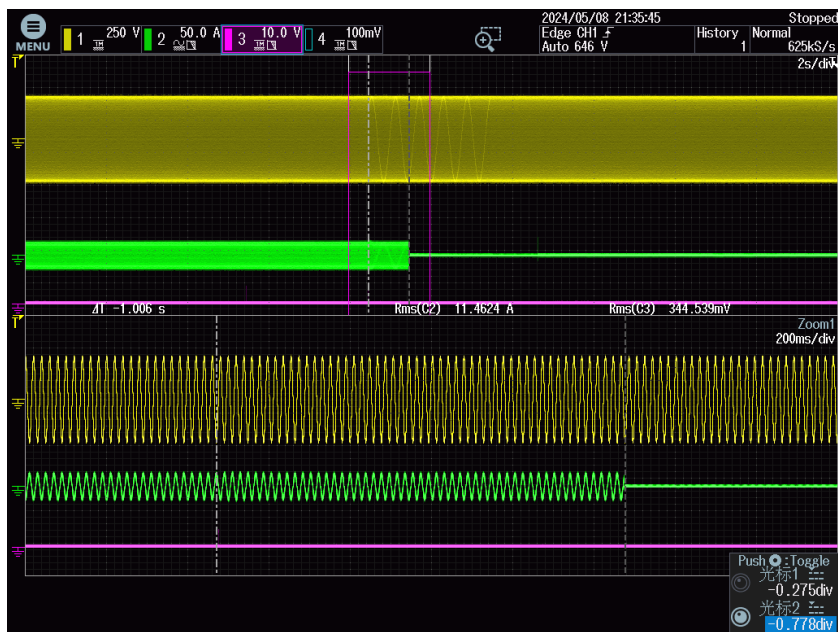 2024/05/08 21:35:45 Stopped
MENU 1 250 V 2 50.0 A 3 10.0 V 4 100mV Edge CH1 History Normal
Auto 646 V 1 625kS/s
T 2s/div
ΔT -1.006 s Rms(C2) 11.4624 A Rms(C3) 344.539mV
T Zoom1
200ms/div
Push :Toggle
光标1
-0.275div
光标2
-0.778div